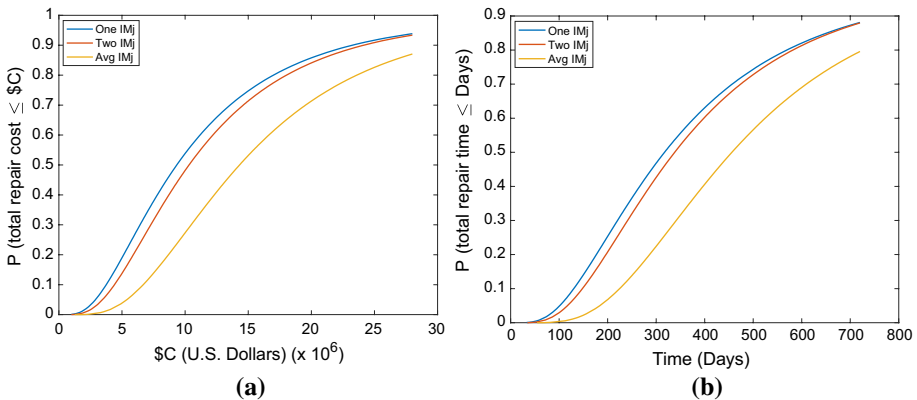 One IMj
Two IMj
Avg IMj
P (total repair cost ≤ $C)
1
0.9
0.8
0.7
0.6
0.5
0.4
0.3
0.2
0.1
0
0 5 10 15 20 25 30
$C (U.S. Dollars) (x 10⁶)
(a)
One IMj
Two IMj
Avg IMj
P (total repair time ≤ Days)
0.9
0.8
0.7
0.6
0.5
0.4
0.3
0.2
0.1
0
0 100 200 300 400 500 600 700 800
Time (Days)
(b)